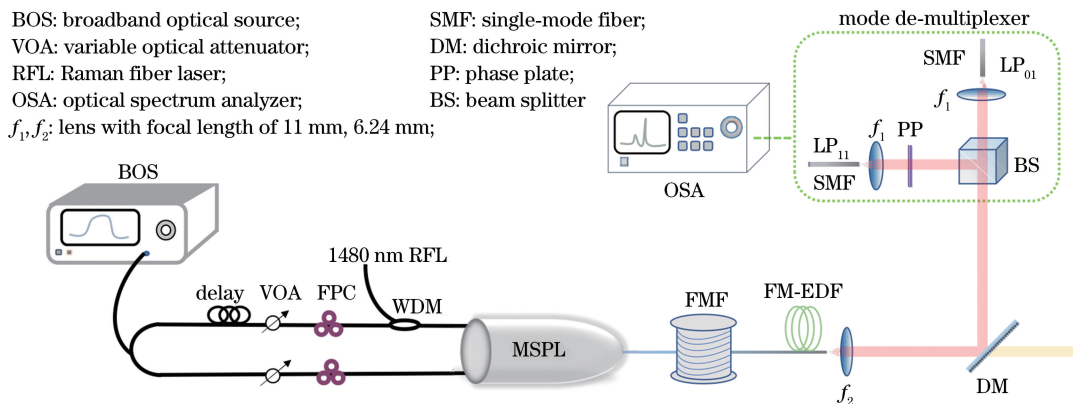 BOS: broadband optical source;
VOA: variable optical attenuator;
RFL: Raman fiber laser;
OSA: optical spectrum analyzer;
f1,f2: lens with focal length of 11 mm, 6.24 mm;
SMF: single-mode fiber;
DM: dichroic mirror;
PP: phase plate;
BS: beam splitter
mode de-multiplexer
SMF
LP01
f1
f1 PP
LP11
SMF
BS
OSA
BOS
1480 nm RFL
delay VOA FPC
WDM
MSPL
FMF
FM-EDF
f2
DM